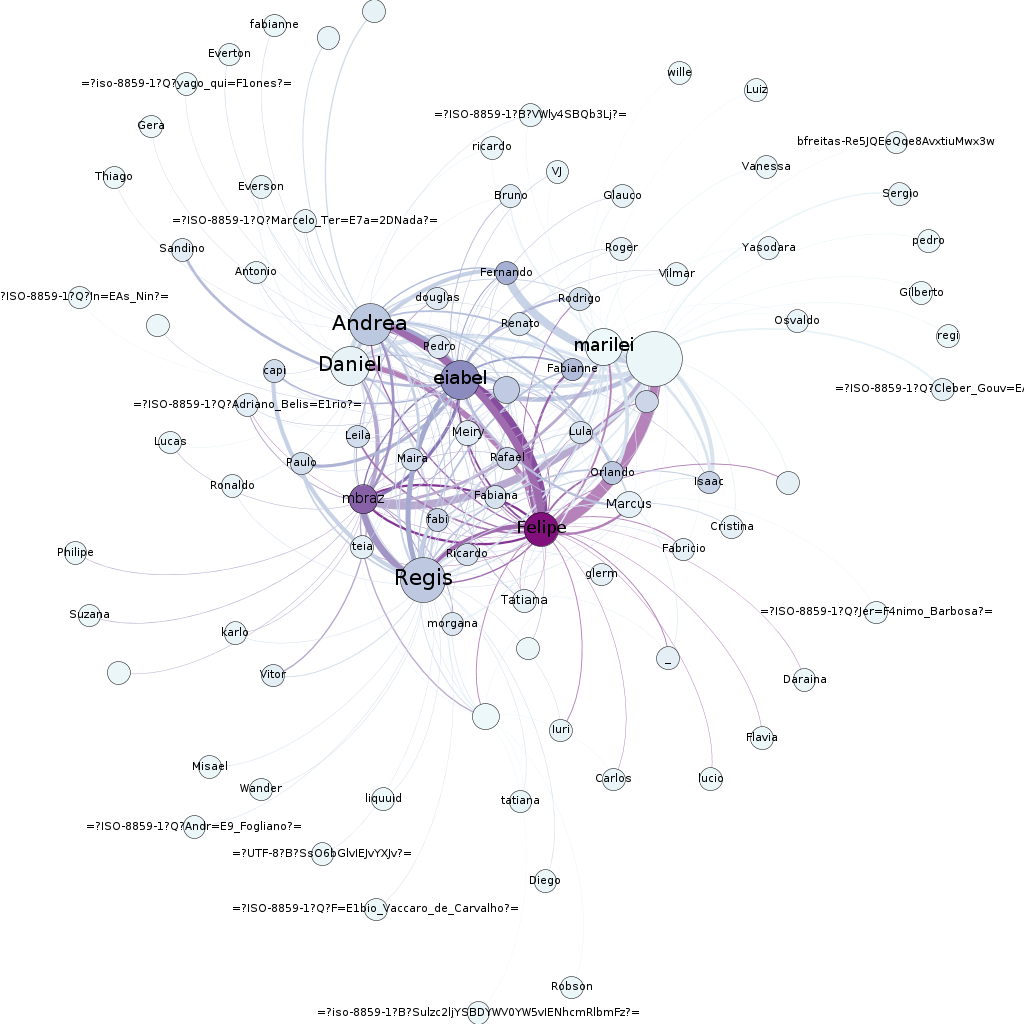 fabianne
Everton
wille
=?iso-8859-1?Q?yago_qui=F1ones?=
Luiz
=?ISO-8859-1?B?VWly4SBQb3Lj?=
Gera
bfreitas-Re5JQEeQqe8AvxtiuMwx3w
ricardo
Vanessa
VJ
Thiago
Everson
Bruno
Glauco
Sergio
=?ISO-8859-1?Q?Marcelo_Ter=E7a=2DNada?=
pedro
Sandino
Roger
Yasodara
Antonio
Fernando
Vilmar
Gilberto
?ISO-8859-1?Q?In=EAs_Nin?=
douglas
Rodrigo
Osvaldo
Andrea
Renato
regi
Pedro
marilei
Daniel
capi
eiabel
Fabianne
=?ISO-8859-1?Q?Cleber_Gouv=EA
=?ISO-8859-1?Q?Adriano_Belis=E1rio?=
Lucas
Leila
Meiry
Lula
Paulo
Maira
Rafael
Orlando
Ronaldo
Isaac
mbraz
Fabiana
Marcus
fabi
Felipe
Cristina
Philipe
teia
Ricardo
Fabricio
Regis
glerm
Tatiana
Suzana
=?ISO-8859-1?Q?Jer=F4nimo_Barbosa?=
karlo
morgana
_
Vitor
Daraina
Iuri
Flavia
Misael
Carlos
lucio
Wander
liquuid
tatiana
=?ISO-8859-1?Q?Andr=E9_Fogliano?=
=?UTF-8?B?SsO6bGlvIEJvYXJv?=
Diego
=?ISO-8859-1?Q?F=E1bio_Vaccaro_de_Carvalho?=
Robson
=?iso-8859-1?B?Sulzc2ljYSBDYWV0YW5vIENhcmRlbmFz?=